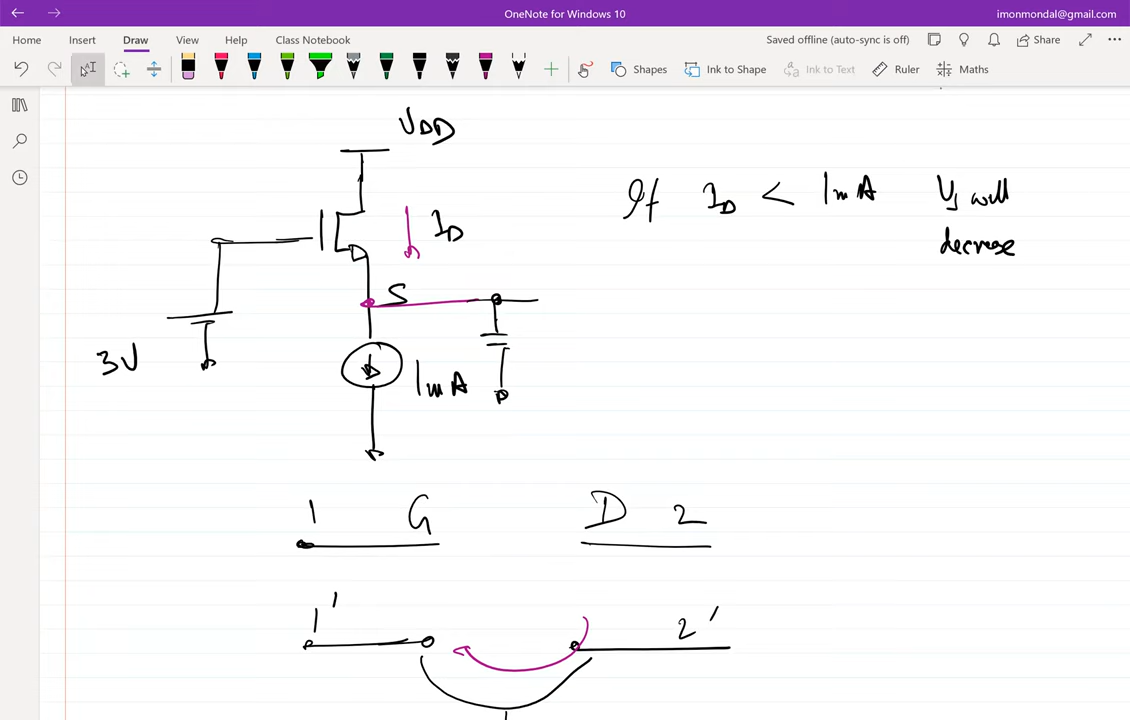 OneNote for Windows 10
imonmondal@gmail.com
Home Insert Draw View Help Class Notebook
Saved offline (auto-sync is off) Share
Shapes Ink to Shape Ink to Text Ruler Maths
VDD
If ID < 1mA Vs will
decrease
ID
S
3V
1mA
1 G D 2
1' 2'